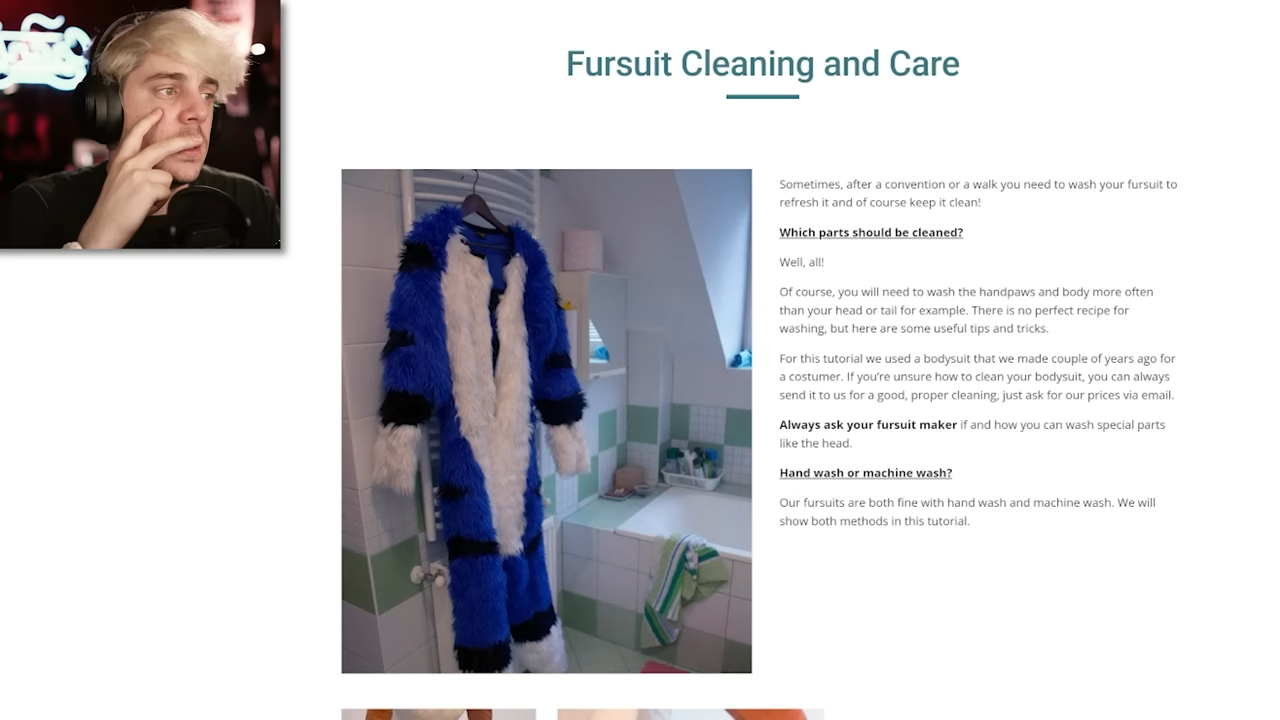 Fursuit Cleaning and Care
Sometimes, after a convention or a walk you need to wash your fursuit to
refresh it and of course keep it clean!
Which parts should be cleaned?
Well, all!
Of course, you will need to wash the handpaws and body more often
than your head or tail for example. There is no perfect recipe for
washing, but here are some useful tips and tricks.
For this tutorial we used a bodysuit that we made couple of years ago for
a costumer. If you’re unsure how to clean your bodysuit, you can always
send it to us for a good, proper cleaning, just ask for our prices via email.
Always ask your fursuit maker if and how you can wash special parts
like the head.
Hand wash or machine wash?
Our fursuits are both fine with hand wash and machine wash. We will
show both methods in this tutorial.